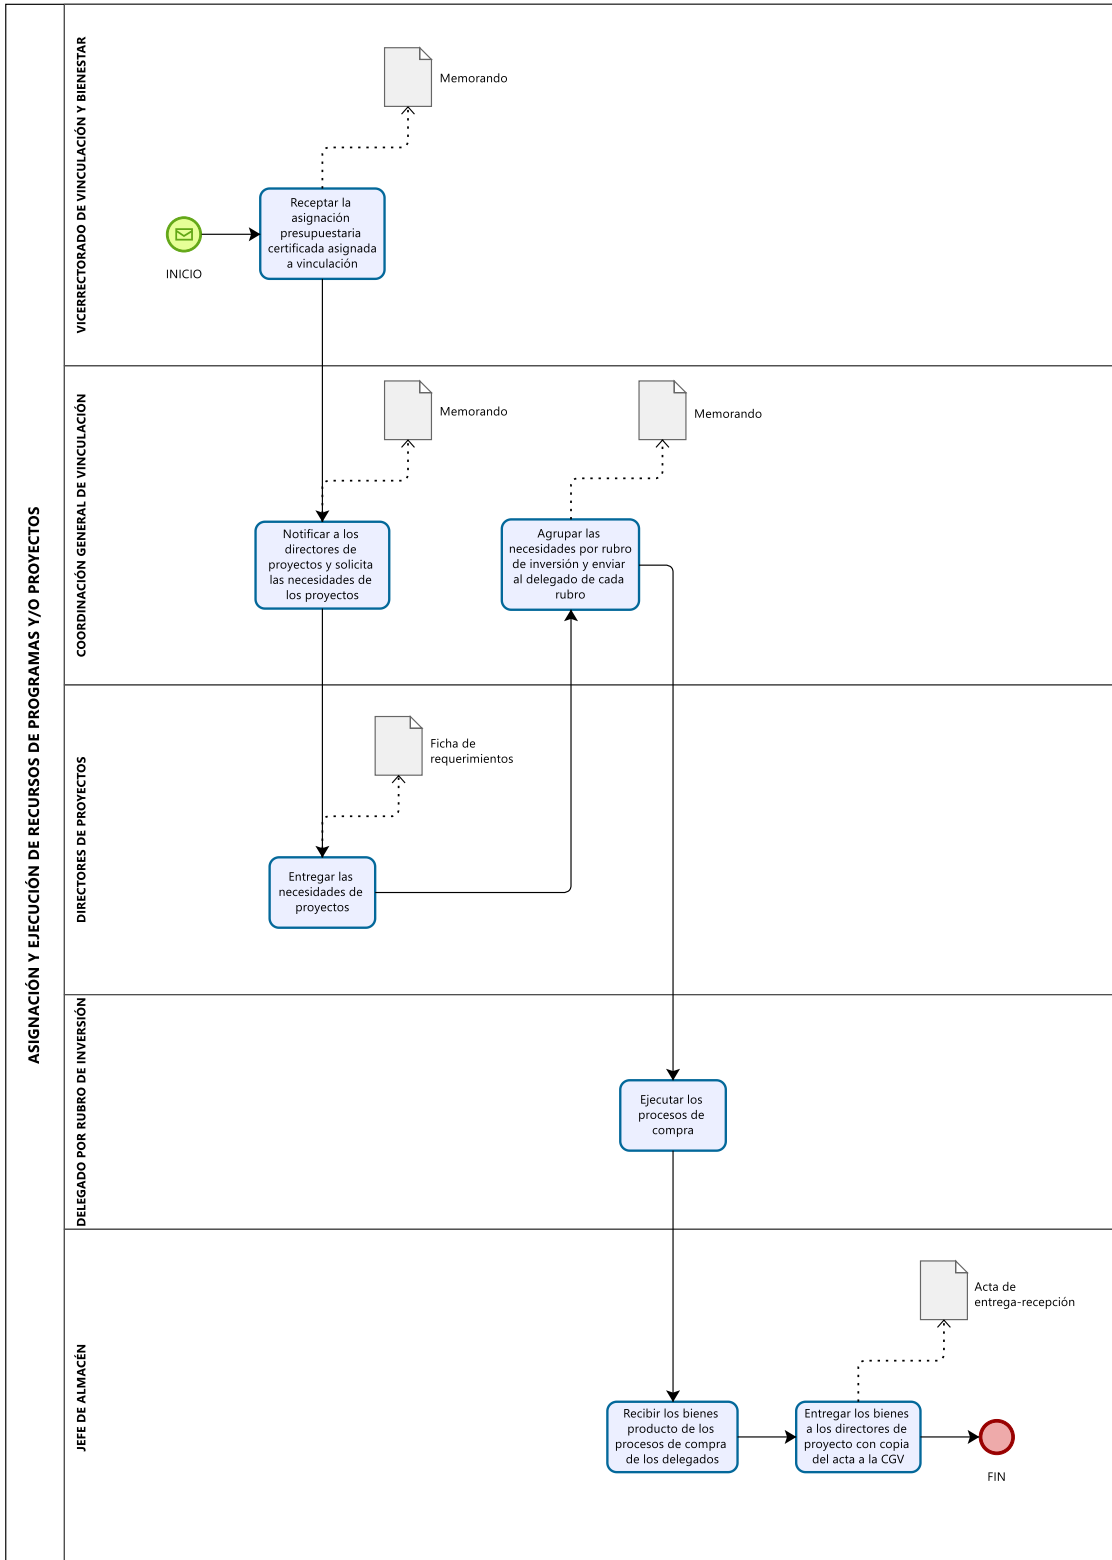 ASIGNACIÓN Y EJECUCIÓN DE RECURSOS DE PROGRAMAS Y/O PROYECTOS
VICERRECTORADO DE VINCULACIÓN Y BIENESTAR
Memorando
INICIO
Receptar la
asignación
presupuestaria
certificada asignada
a vinculación
COORDINACIÓN GENERAL DE VINCULACIÓN
Memorando
Memorando
Notificar a los
directores de
proyectos y solicita
las necesidades de
los proyectos
Agrupar las
necesidades por rubro
de inversión y enviar
al delegado de cada
rubro
DIRECTORES DE PROYECTOS
Ficha de
requerimientos
Entregar las
necesidades de
proyectos
DELEGADO POR RUBRO DE INVERSIÓN
Ejecutar los
procesos de
compra
JEFE DE ALMACÉN
Acta de
entrega-recepción
Recibir los bienes
producto de los
procesos de compra
de los delegados
Entregar los bienes
a los directores de
proyecto con copia
del acta a la CGV
FIN